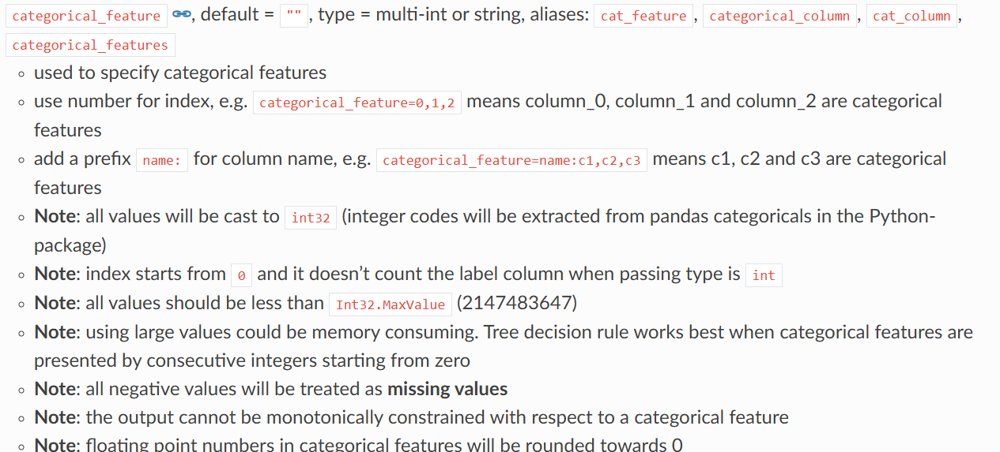 categorical_feature , default = "", type = multi-int or string, aliases: cat_feature, categorical_column, cat_column,
categorical_features
used to specify categorical features
use number for index, e.g. categorical_feature=0,1,2 means column_0, column_1 and column_2 are categorical
features
add a prefix name: for column name, e.g. categorical_feature=name:c1,c2,c3 means c1, c2 and c3 are categorical
features
Note: all values will be cast to int32 (integer codes will be extracted from pandas categoricals in the Python-
package)
Note: index starts from 0 and it doesn't count the label column when passing type is int
Note: all values should be less than Int32.MaxValue (2147483647)
Note: using large values could be memory consuming. Tree decision rule works best when categorical features are
presented by consecutive integers starting from zero
Note: all negative values will be treated as missing values
Note: the output cannot be monotonically constrained with respect to a categorical feature
Note: floating point numbers in categorical features will be rounded towards 0